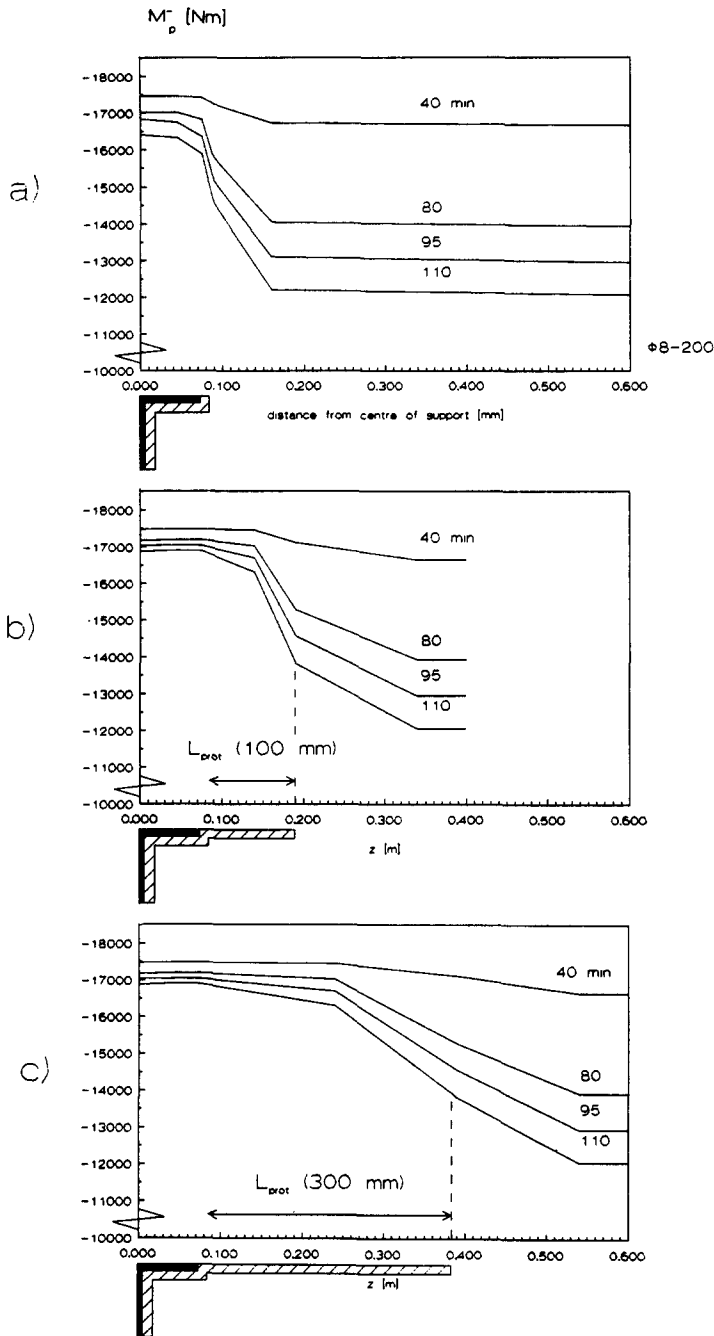 M⁻p [Nm]
a)
-18000
-17000
-16000
-15000
-14000
-13000
-12000
-11000
-10000
40 min
80
95
110
Φ8-200
0.000 0.100 0.200 0.300 0.400 0.500 0.600
distance from centre of support [mm]
b)
-18000
-17000
-16000
·15000
-14000
-13000
-12000
-11000
-10000
40 min
80
95
110
L prot (100 mm)
0.000 0.100 0.200 0.300 0.400 0.500 0.600
z [m]
c)
-18000
-17000
-16000
-15000
-14000
-13000
-12000
-11000
-10000
40 min
80
95
110
L prot (300 mm)
0.000 0.100 0.200 0.300 0.400 0.500 0.600
z [m]